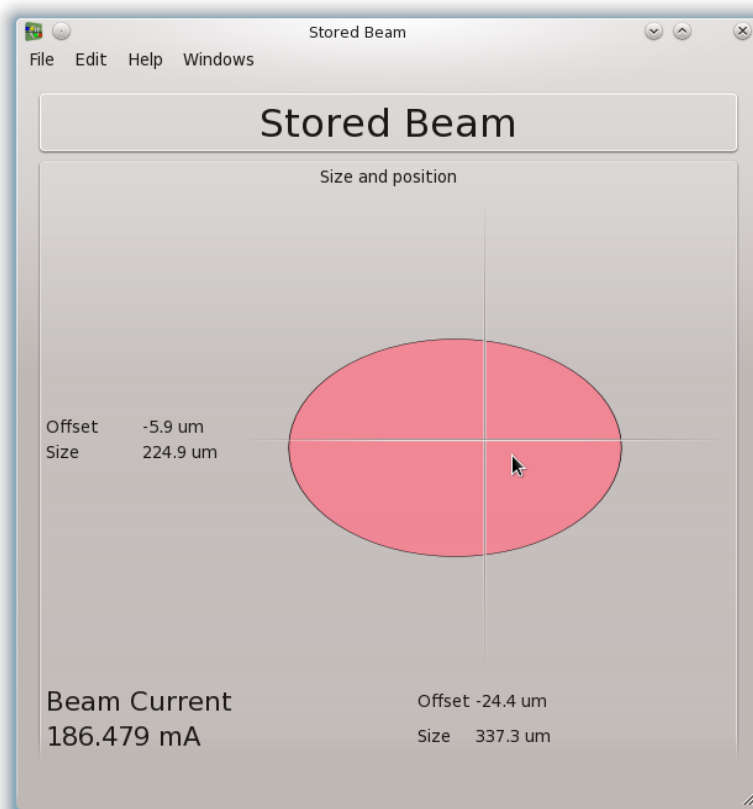 Stored Beam
File Edit Help Windows
Stored Beam
Size and position
Offset -5.9 um
Size 224.9 um
Beam Current
186.479 mA
Offset -24.4 um
Size 337.3 um